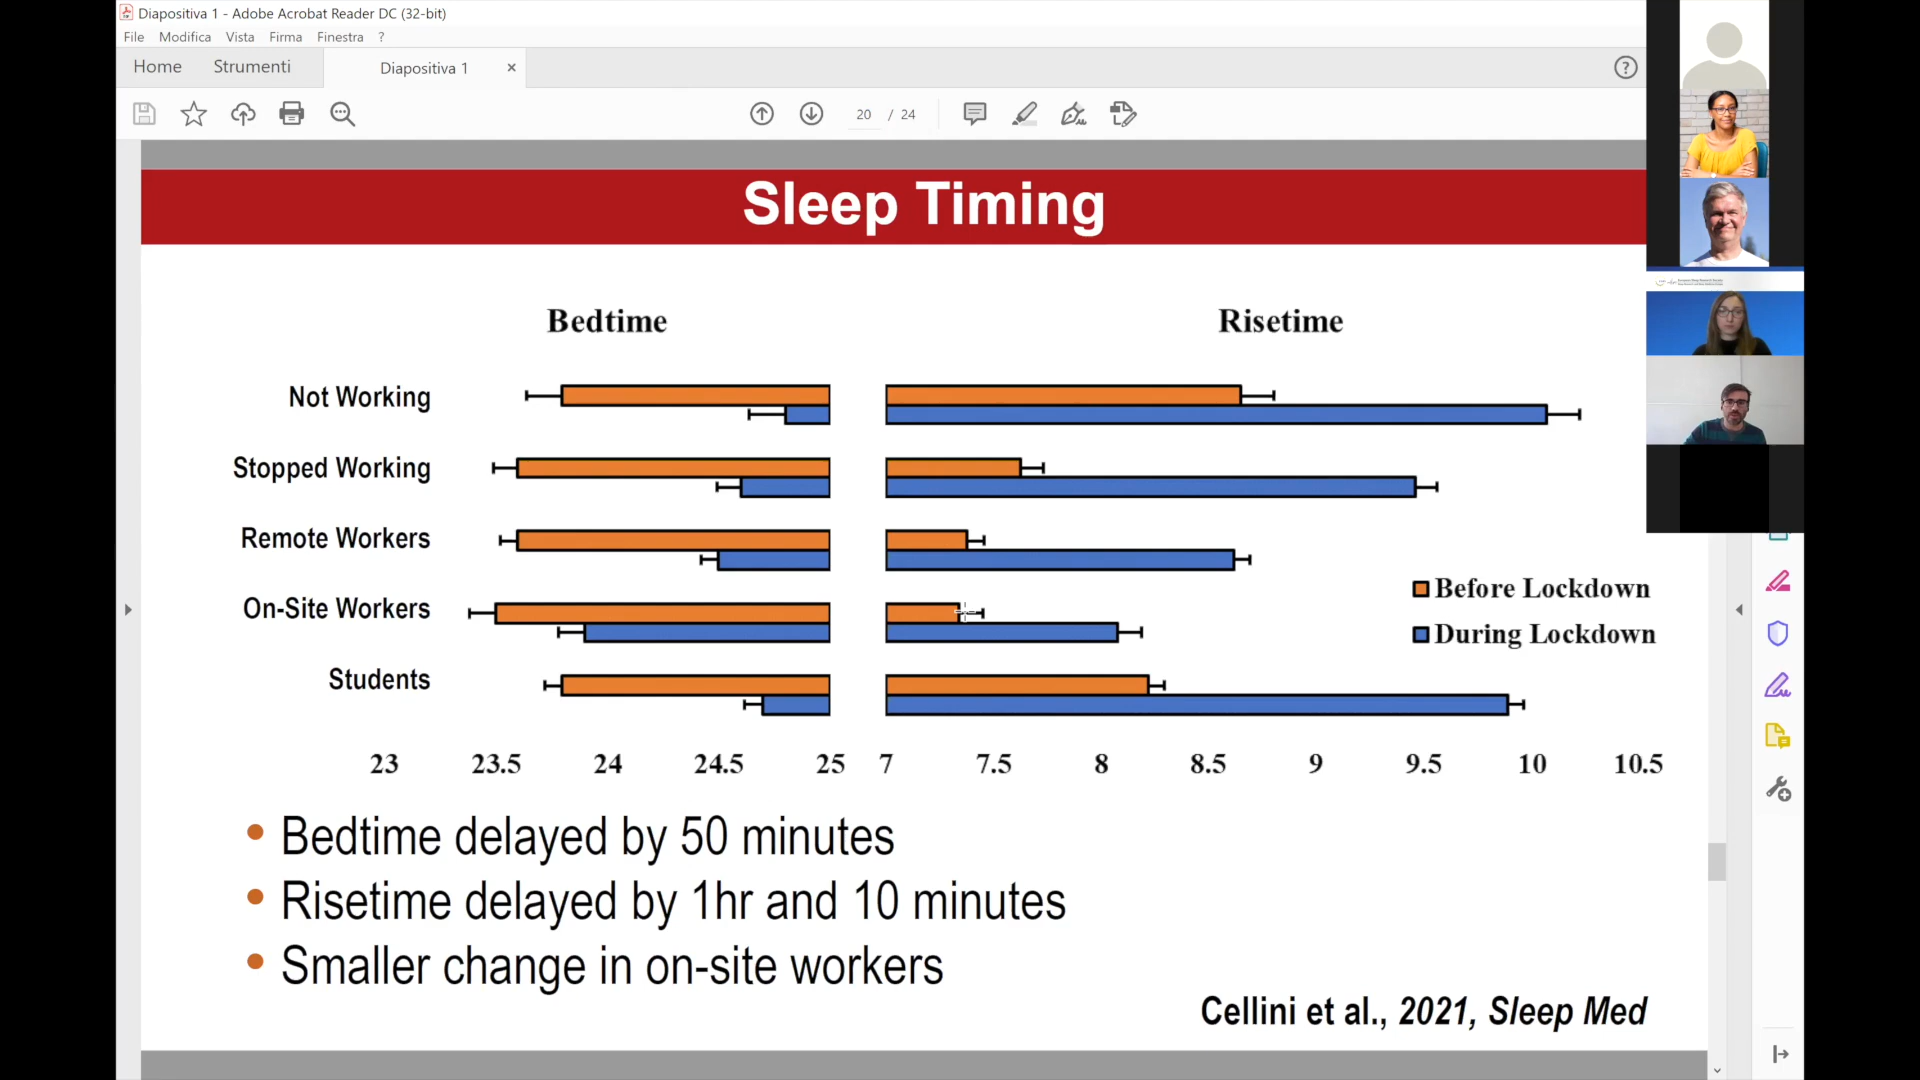 Diapositiva 1 - Adobe Acrobat Reader DC (32-bit)
File Modifica Vista Firma Finestra ?
Home Strumenti Diapositiva 1 ×
20 / 24
Sleep Timing
Bedtime Risetime
Not Working
Stopped Working
Remote Workers
On-Site Workers
Students
Before Lockdown
During Lockdown
23 23.5 24 24.5 25 7 7.5 8 8.5 9 9.5 10 10.5
• Bedtime delayed by 50 minutes
• Risetime delayed by 1hr and 10 minutes
• Smaller change in on-site workers
Cellini et al., 2021, Sleep Med